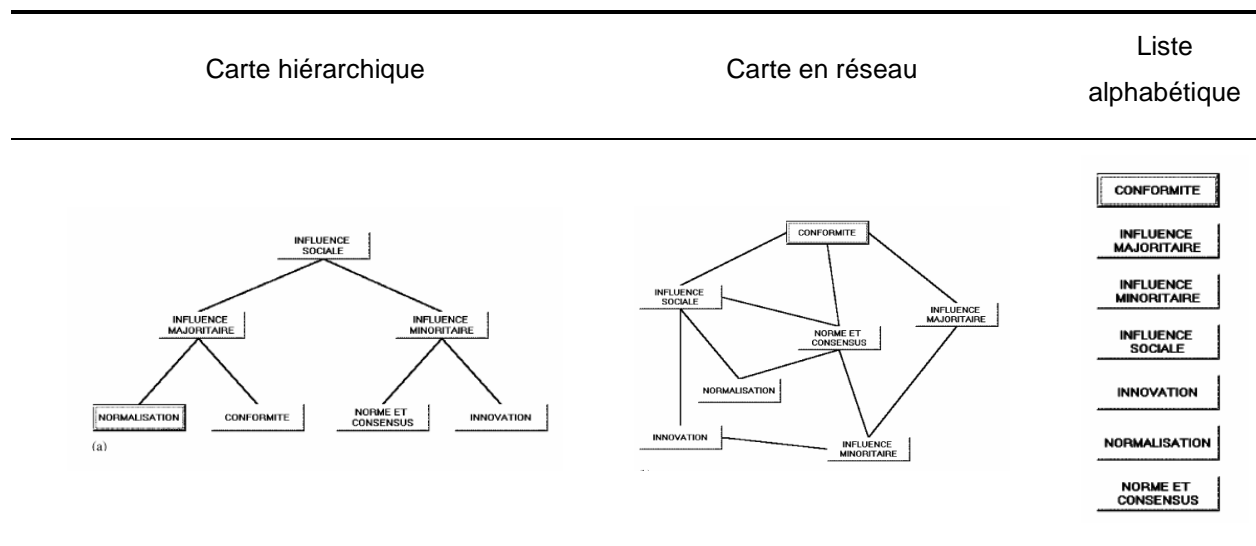 Carte hiérarchique
Carte en réseau
Liste
alphabétique
INFLUENCE
SOCIALE
INFLUENCE
MAJORITAIRE
INFLUENCE
MINORITAIRE
NORMALISATION
CONFORMITE
NORME ET
CONSENSUS
INNOVATION
(a)
CONFORMITE
INFLUENCE
SOCIALE
INFLUENCE
MAJORITAIRE
NORME ET
CONSENSUS
NORMALISATION
INNOVATION
INFLUENCE
MINORITAIRE
CONFORMITE
INFLUENCE
MAJORITAIRE
INFLUENCE
MINORITAIRE
INFLUENCE
SOCIALE
INNOVATION
NORMALISATION
NORME ET
CONSENSUS